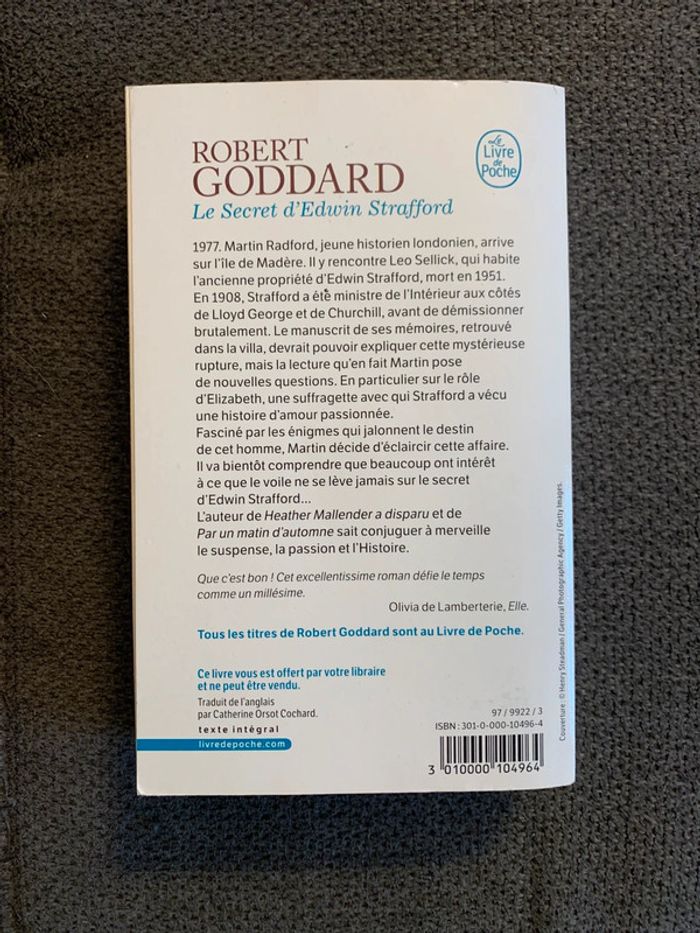 ROBERT
GODDARD
Le Secret d'Edwin Strafford
Le
Livre
de
Poche
1977. Martin Radford, jeune historien londonien, arrive
sur l'île de Madère. Il y rencontre Leo Sellick, qui habite
l'ancienne propriété d'Edwin Strafford, mort en 1951.
En 1908, Strafford a été ministre de l'Intérieur aux côtés
de Lloyd George et de Churchill, avant de démissionner
brutalement. Le manuscrit de ses mémoires, retrouvé
dans la villa, devrait pouvoir expliquer cette mystérieuse
rupture, mais la lecture qu'en fait Martin pose
de nouvelles questions. En particulier sur le rôle
d'Elizabeth, une suffragette avec qui Strafford a vécu
une histoire d'amour passionnée.
Fasciné par les énigmes qui jalonnent le destin
de cet homme, Martin décide d'éclaircir cette affaire.
Il va bientôt comprendre que beaucoup ont intérêt
à ce que le voile ne se lève jamais sur le secret
d'Edwin Strafford...
L'auteur de Heather Mallender a disparu et de
Par un matin d'automne sait conjuguer à merveille
le suspense, la passion et l'Histoire.
Que c'est bon ! Cet excellentissime roman défie le temps
comme un millésime.
Olivia de Lamberterie, Elle.
Tous les titres de Robert Goddard sont au Livre de Poche.
Ce livre vous est offert par votre libraire
et ne peut être vendu.
Traduit de l'anglais
par Catherine Orsot Cochard.
texte intégral
livredepoche.com
97 / 9922 / 3
ISBN : 301-0-000-10496-4
3 010000 104964
Couverture : © Henry Steadman / General Photographic Agency / Getty Images.